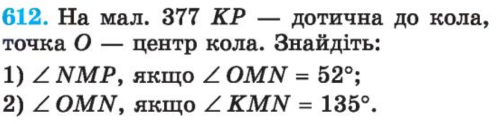 612. На мал. 377 KP — дотична до кола,
точка O — центр кола. Знайдіть:
1) ∠ NMP, якщо ∠ OMN = 52°;
2) ∠ OMN, якщо ∠ KMN = 135°.